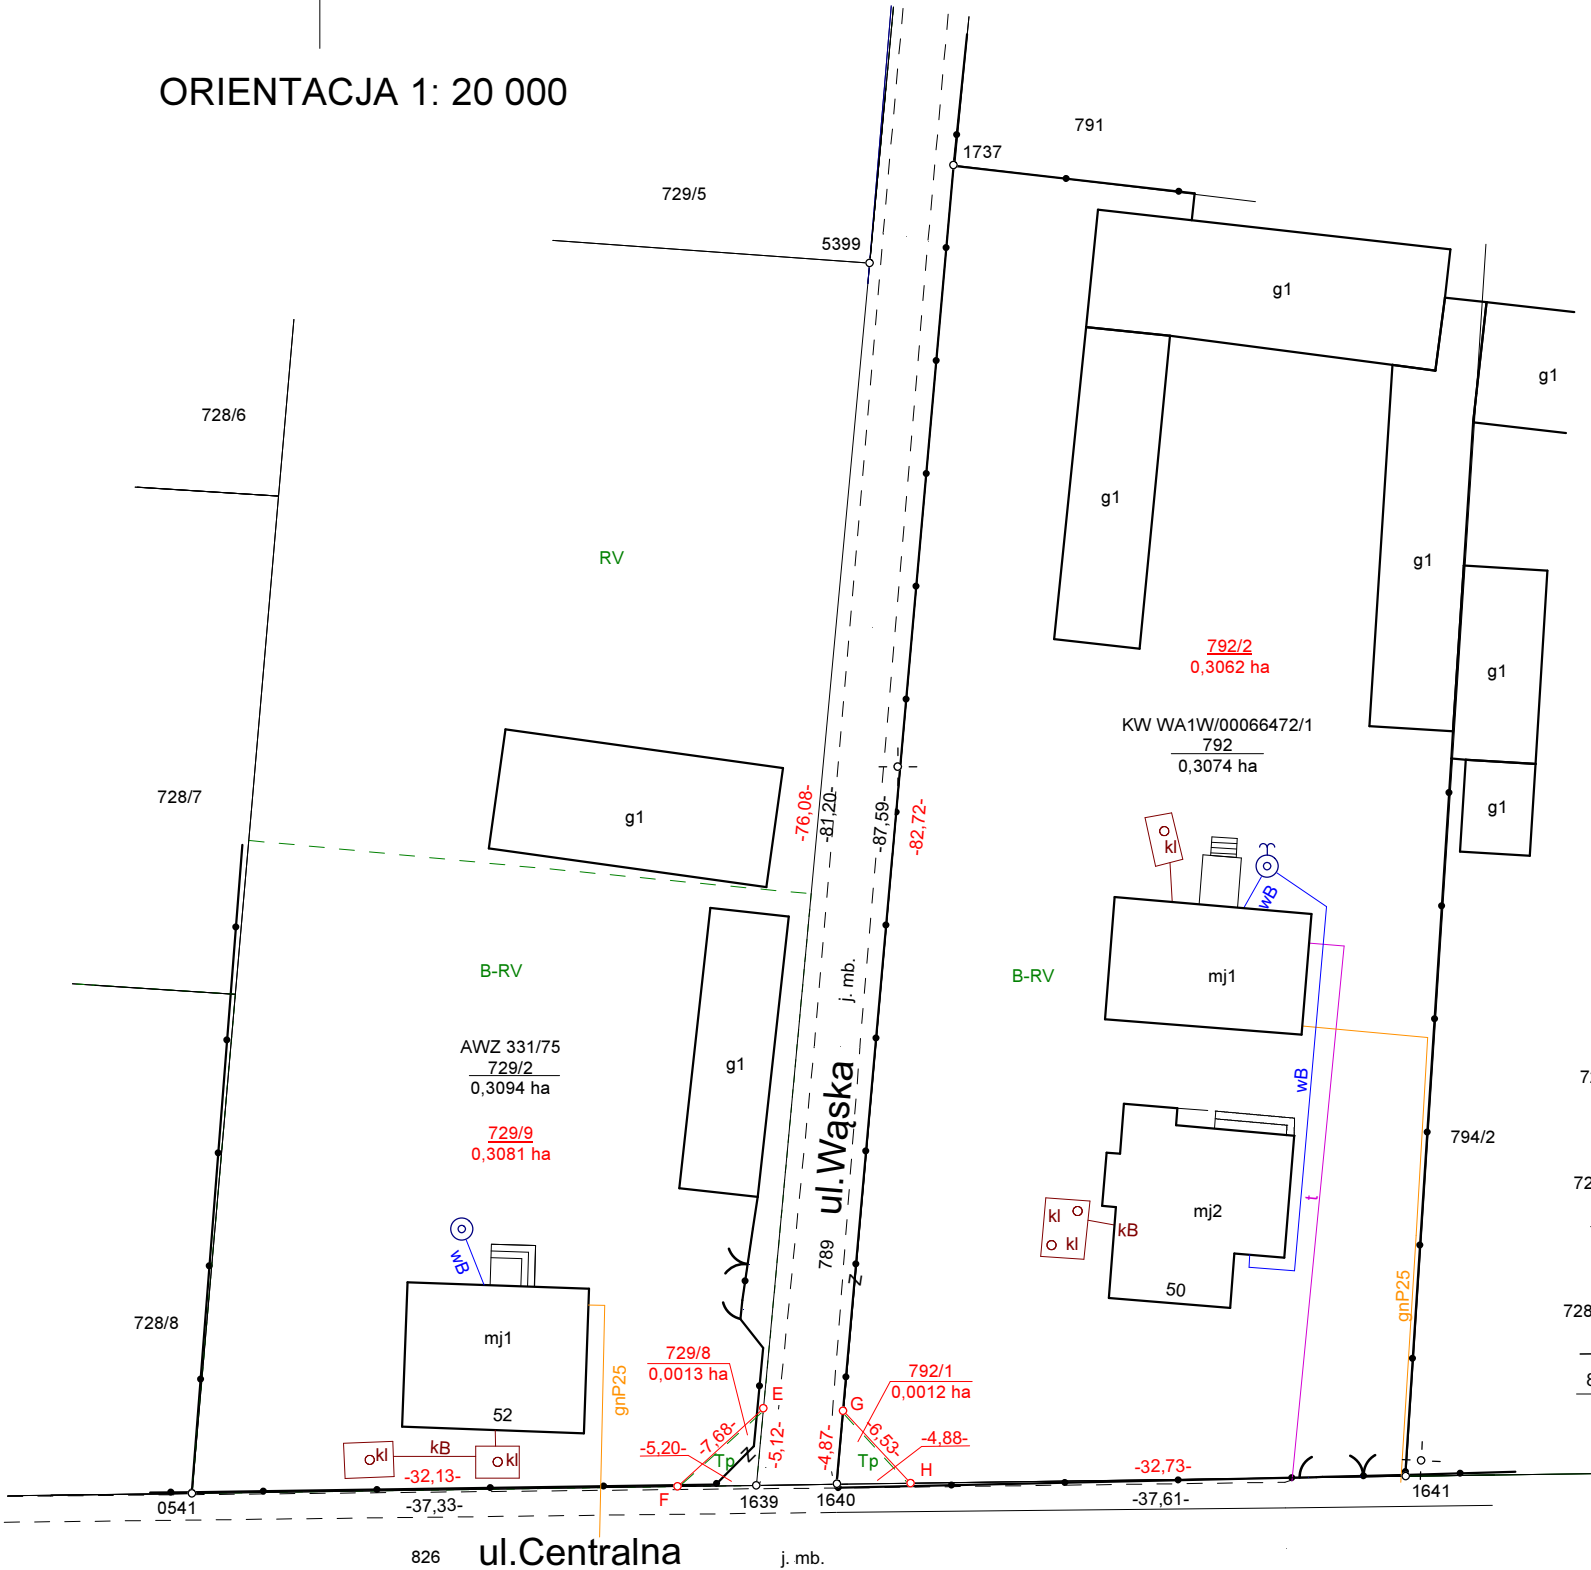 ORIENTACJA 1: 20 000
791
1737
729/5
5399
g1
g1
728/6
g1
RV
g1
792/2
0,3062 ha
g1
KW WA1W/00066472/1
792
0,3074 ha
728/7
g1
-76,08-
-81,20-
-87,59-
-82,72-
g1
kl
wB
B-RV
j. mb.
B-RV
mj1
AWZ 331/75
729/2
0,3094 ha
g1
wB
729/9
0,3081 ha
ul.Wąska
794/2
t
mj2
kl
kl
kB
wB
789
z
50
gnP25
728/8
mj1
728
729/8
0,0013 ha
792/1
0,0012 ha
gnP25
E
G
52
-7,68-
-5,12-
-4,87-
-6,53-
-5,20-
-4,88-
z
Tp
Tp
kl
kB
kl
-32,13-
H
-32,73-
F
0541
-37,33-
1639
1640
-37,61-
1641
826
ul.Centralna
j. mb.